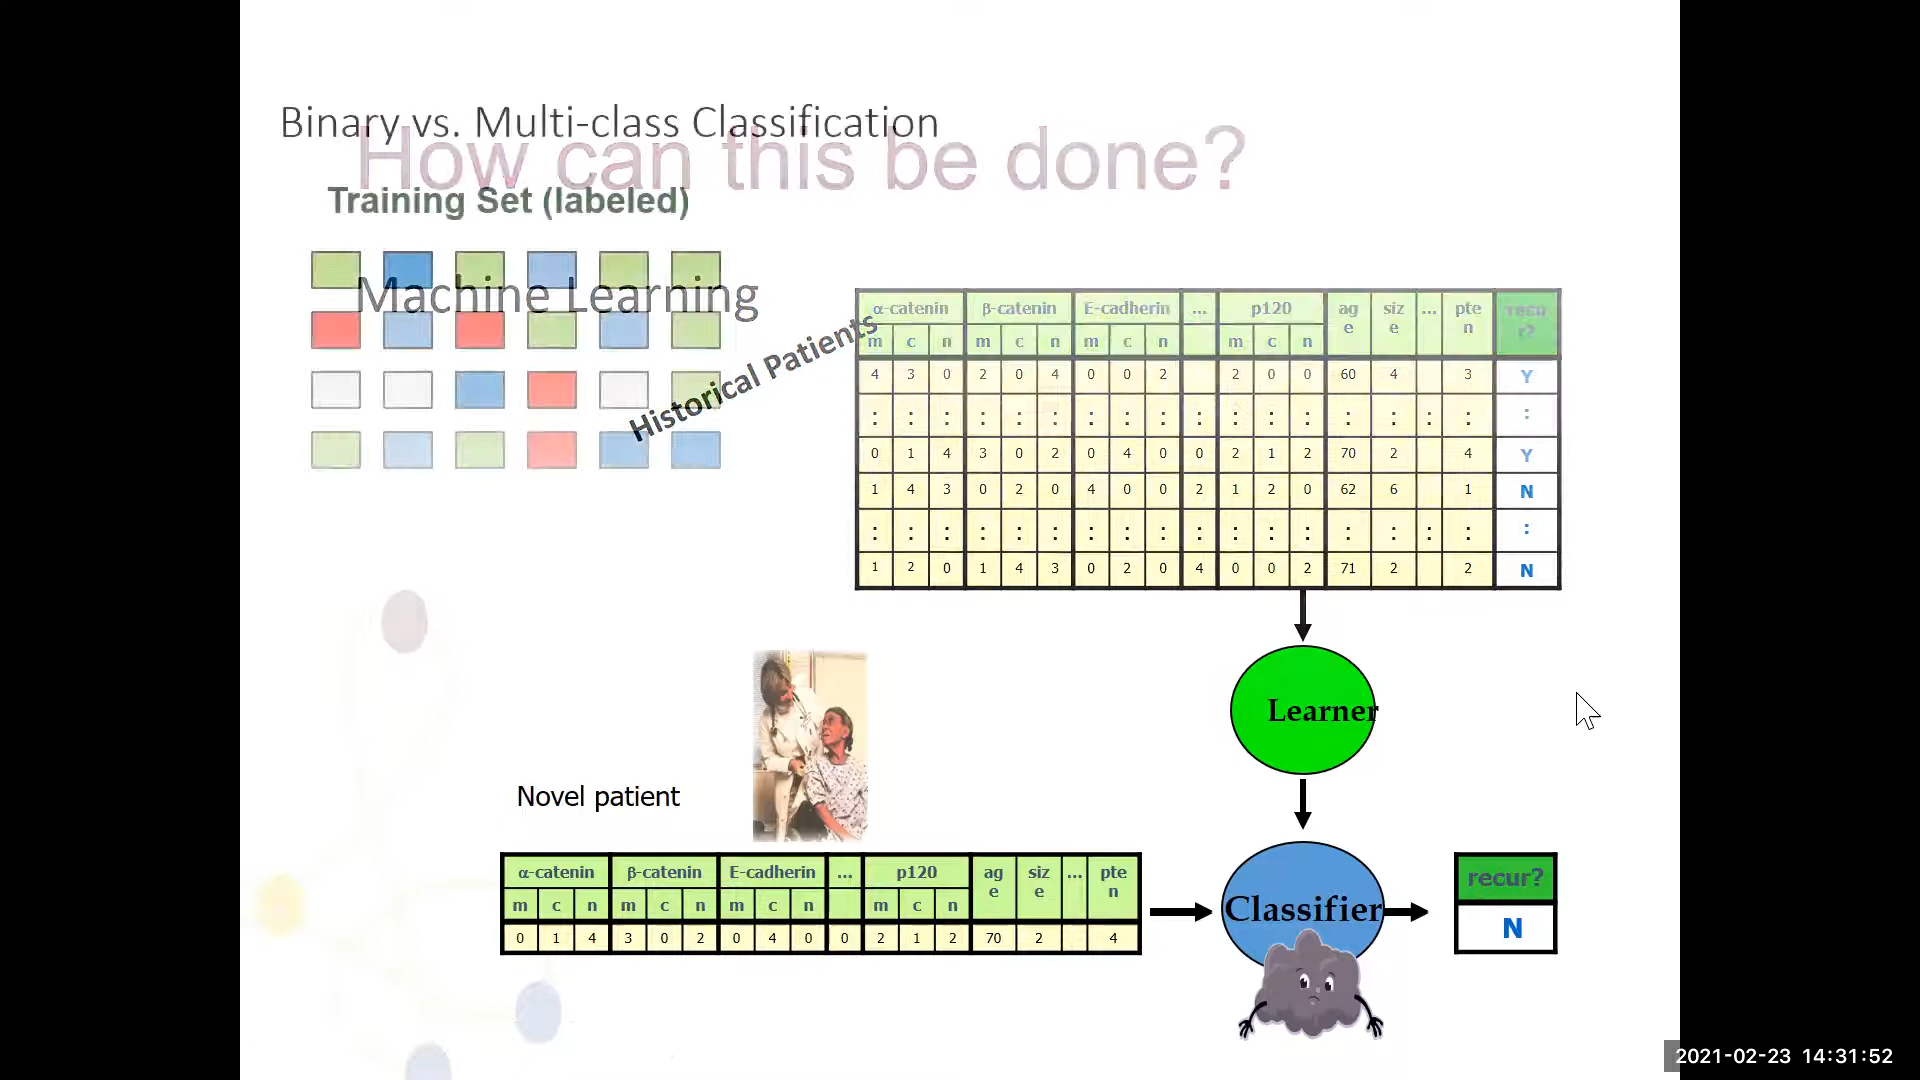 Binary vs. Multi-class Classification
How can this be done?
Training Set (labeled)
Machine Learning
Historical Patients
α-catenin β-catenin E-cadherin ... p120 ag e siz e ... pte n recu r?
m c n m c n m c n m c n
4 3 0 2 0 4 0 0 2 2 0 0 60 4 3 Y
: : : : : : : : : : : : : : : : : :
0 1 4 3 0 2 0 4 0 0 2 1 2 70 2 4 Y
1 4 3 0 2 0 4 0 0 2 1 2 0 62 6 1 N
: : : : : : : : : : : : : : : : : :
1 2 0 1 4 3 0 2 0 4 0 0 2 71 2 2 N
Learner
Novel patient
α-catenin β-catenin E-cadherin ... p120 ag e siz e ... pte n
m c n m c n m c n m c n
0 1 4 3 0 2 0 4 0 0 2 1 2 70 2 4
Classifier
recur?
N
2021-02-23 14:31:52